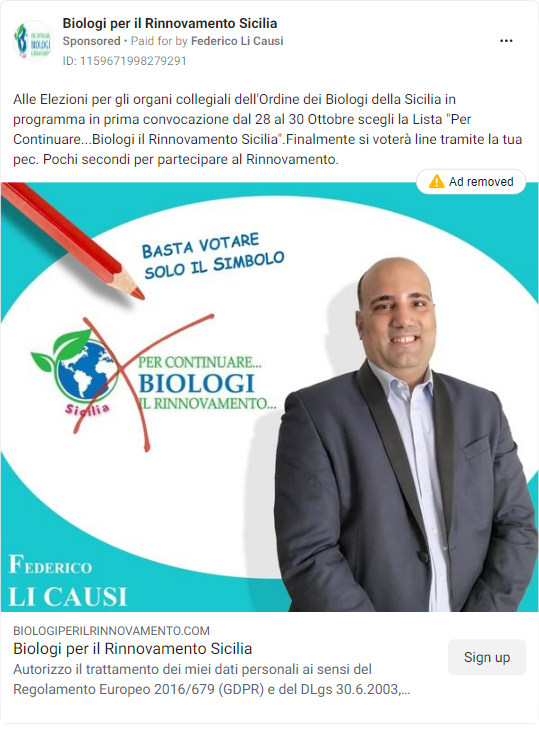 Biologi per il Rinnovamento Sicilia
Sponsored • Paid for by Federico Li Causi
ID: 1159671998279291
Alle Elezioni per gli organi collegiali dell'Ordine dei Biologi della Sicilia in
programma in prima convocazione dal 28 al 30 Ottobre scegli la Lista "Per
Continuare...Biologi il Rinnovamento Sicilia".Finalmente si voterà line tramite la tua
pec. Pochi secondi per partecipare al Rinnovamento.
Ad removed
BASTA VOTARE
SOLO IL SIMBOLO
PER CONTINUARE...
BIOLOGI
IL RINNOVAMENTO...
Sicilia
FEDERICO
LI CAUSI
BIOLOGIPERILRINNOVAMENTO.COM
Biologi per il Rinnovamento Sicilia
Autorizzo il trattamento dei miei dati personali ai sensi del
Regolamento Europeo 2016/679 (GDPR) e del DLgs 30.6.2003,...
Sign up